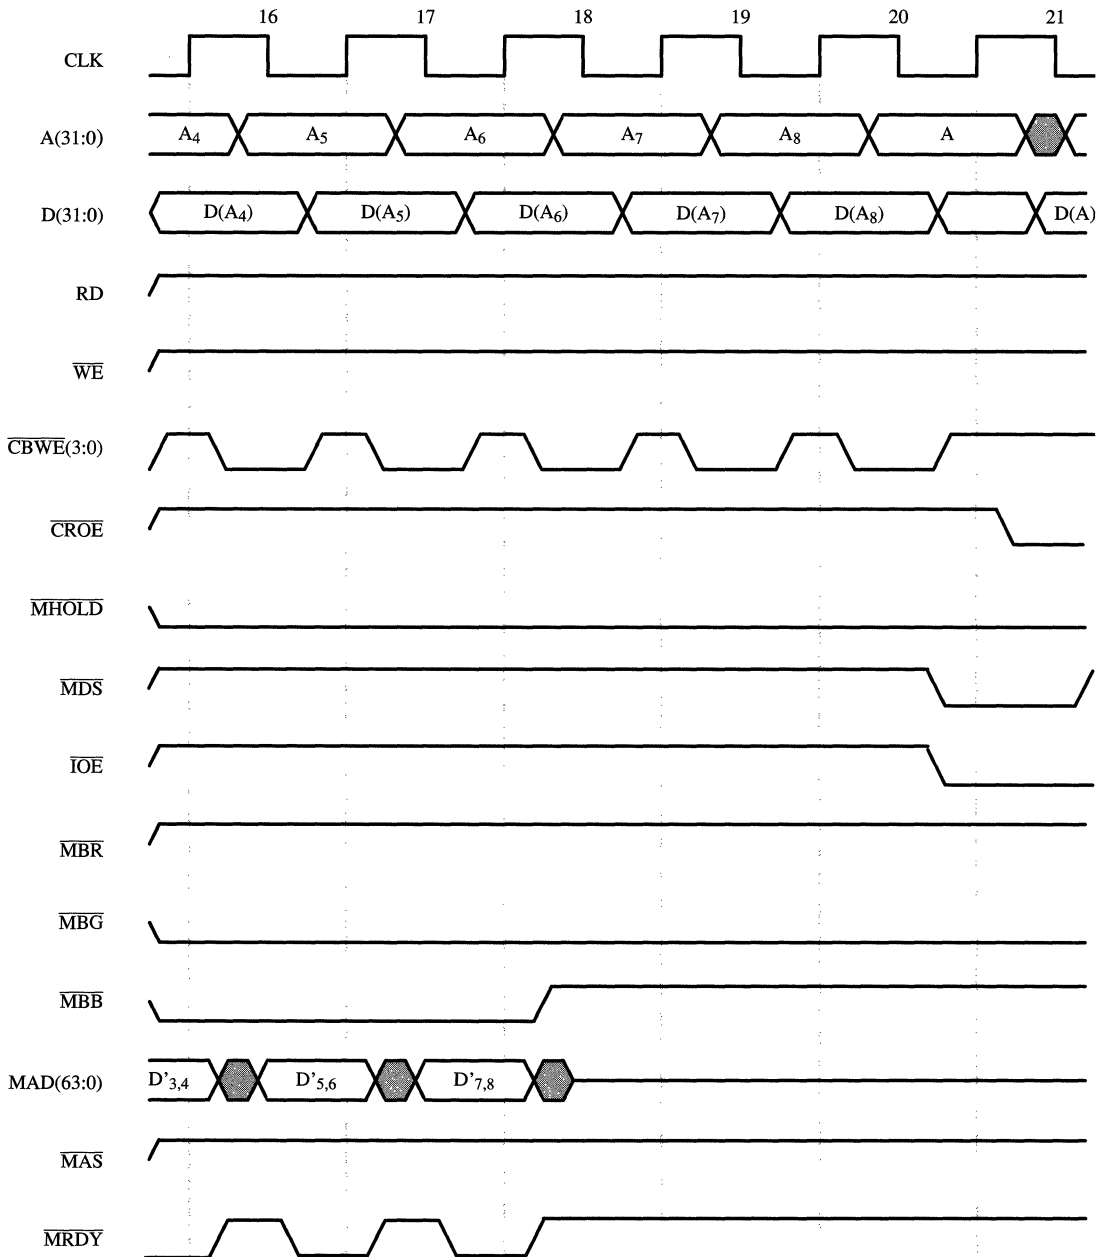 16 17 18 19 20 21
CLK
A(31:0) A4 A5 A6 A7 A8 A
D(31:0) D(A4) D(A5) D(A6) D(A7) D(A8) D(A)
RD
WE
CBWE(3:0)
CROE
MHOLD
MDS
IOE
MBR
MBG
MBB
MAD(63:0) D'3,4 D'5,6 D'7,8
MAS
MRDY